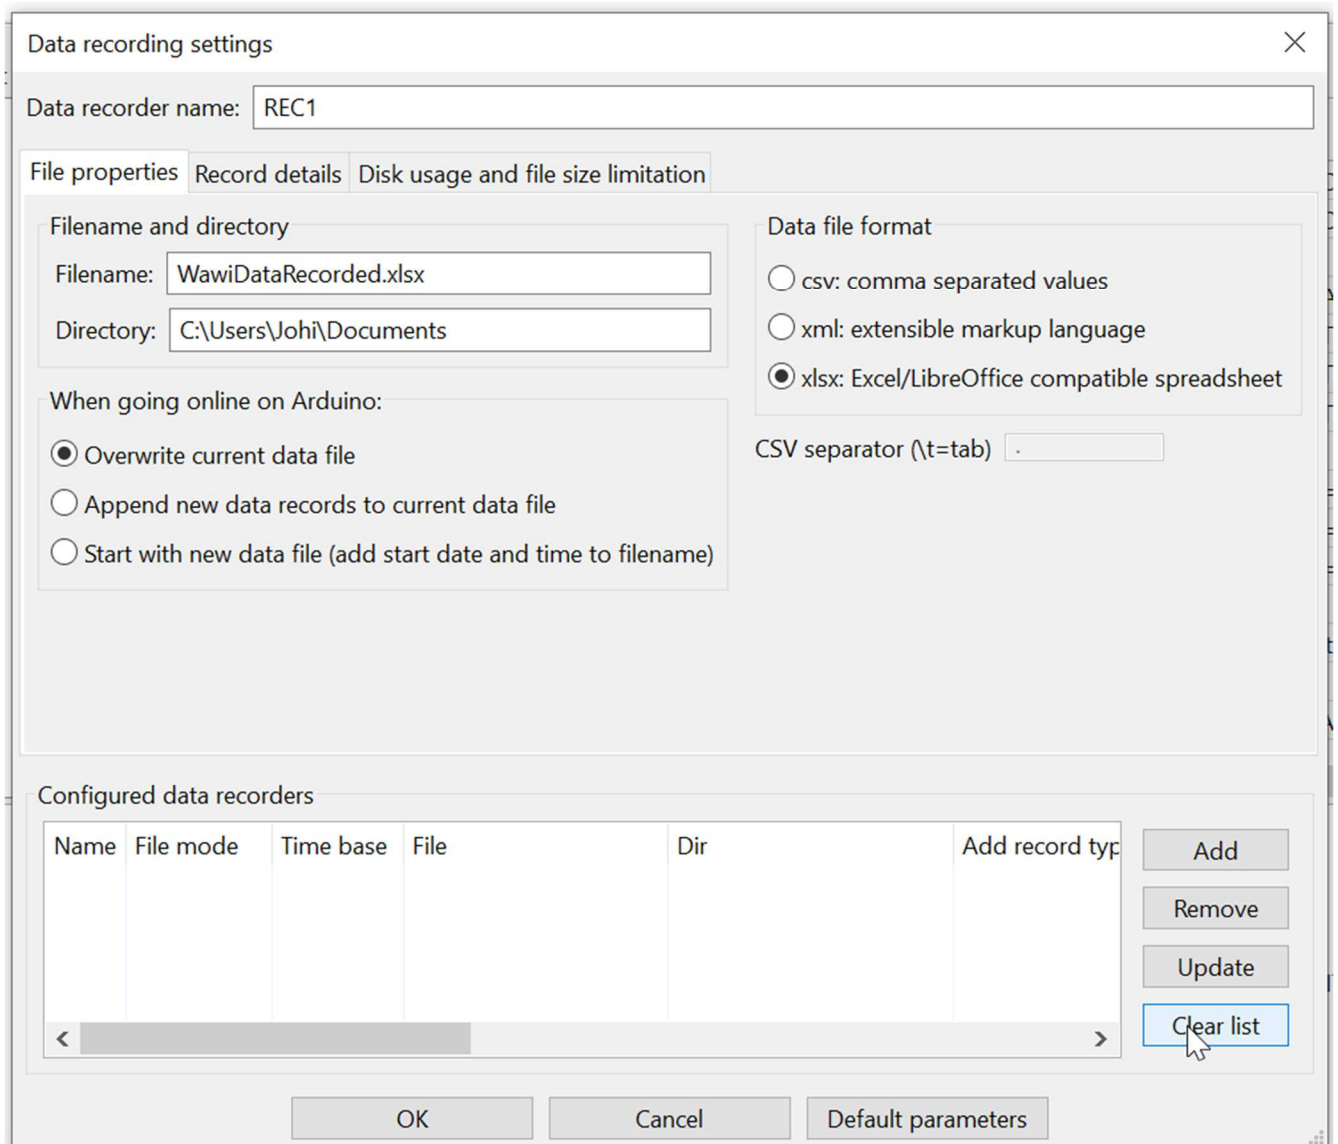 Data recording settings
Data recorder name: REC1
File properties Record details Disk usage and file size limitation
Filename and directory
Filename: WawiDataRecorded.xlsx
Directory: C:\Users\Johi\Documents
When going online on Arduino:
Overwrite current data file
Append new data records to current data file
Start with new data file (add start date and time to filename)
Data file format
csv: comma separated values
xml: extensible markup language
xlsx: Excel/LibreOffice compatible spreadsheet
CSV separator (\t=tab) .
Configured data recorders
Name File mode Time base File Dir Add record typ
Add
Remove
Update
Clear list
OK Cancel Default parameters